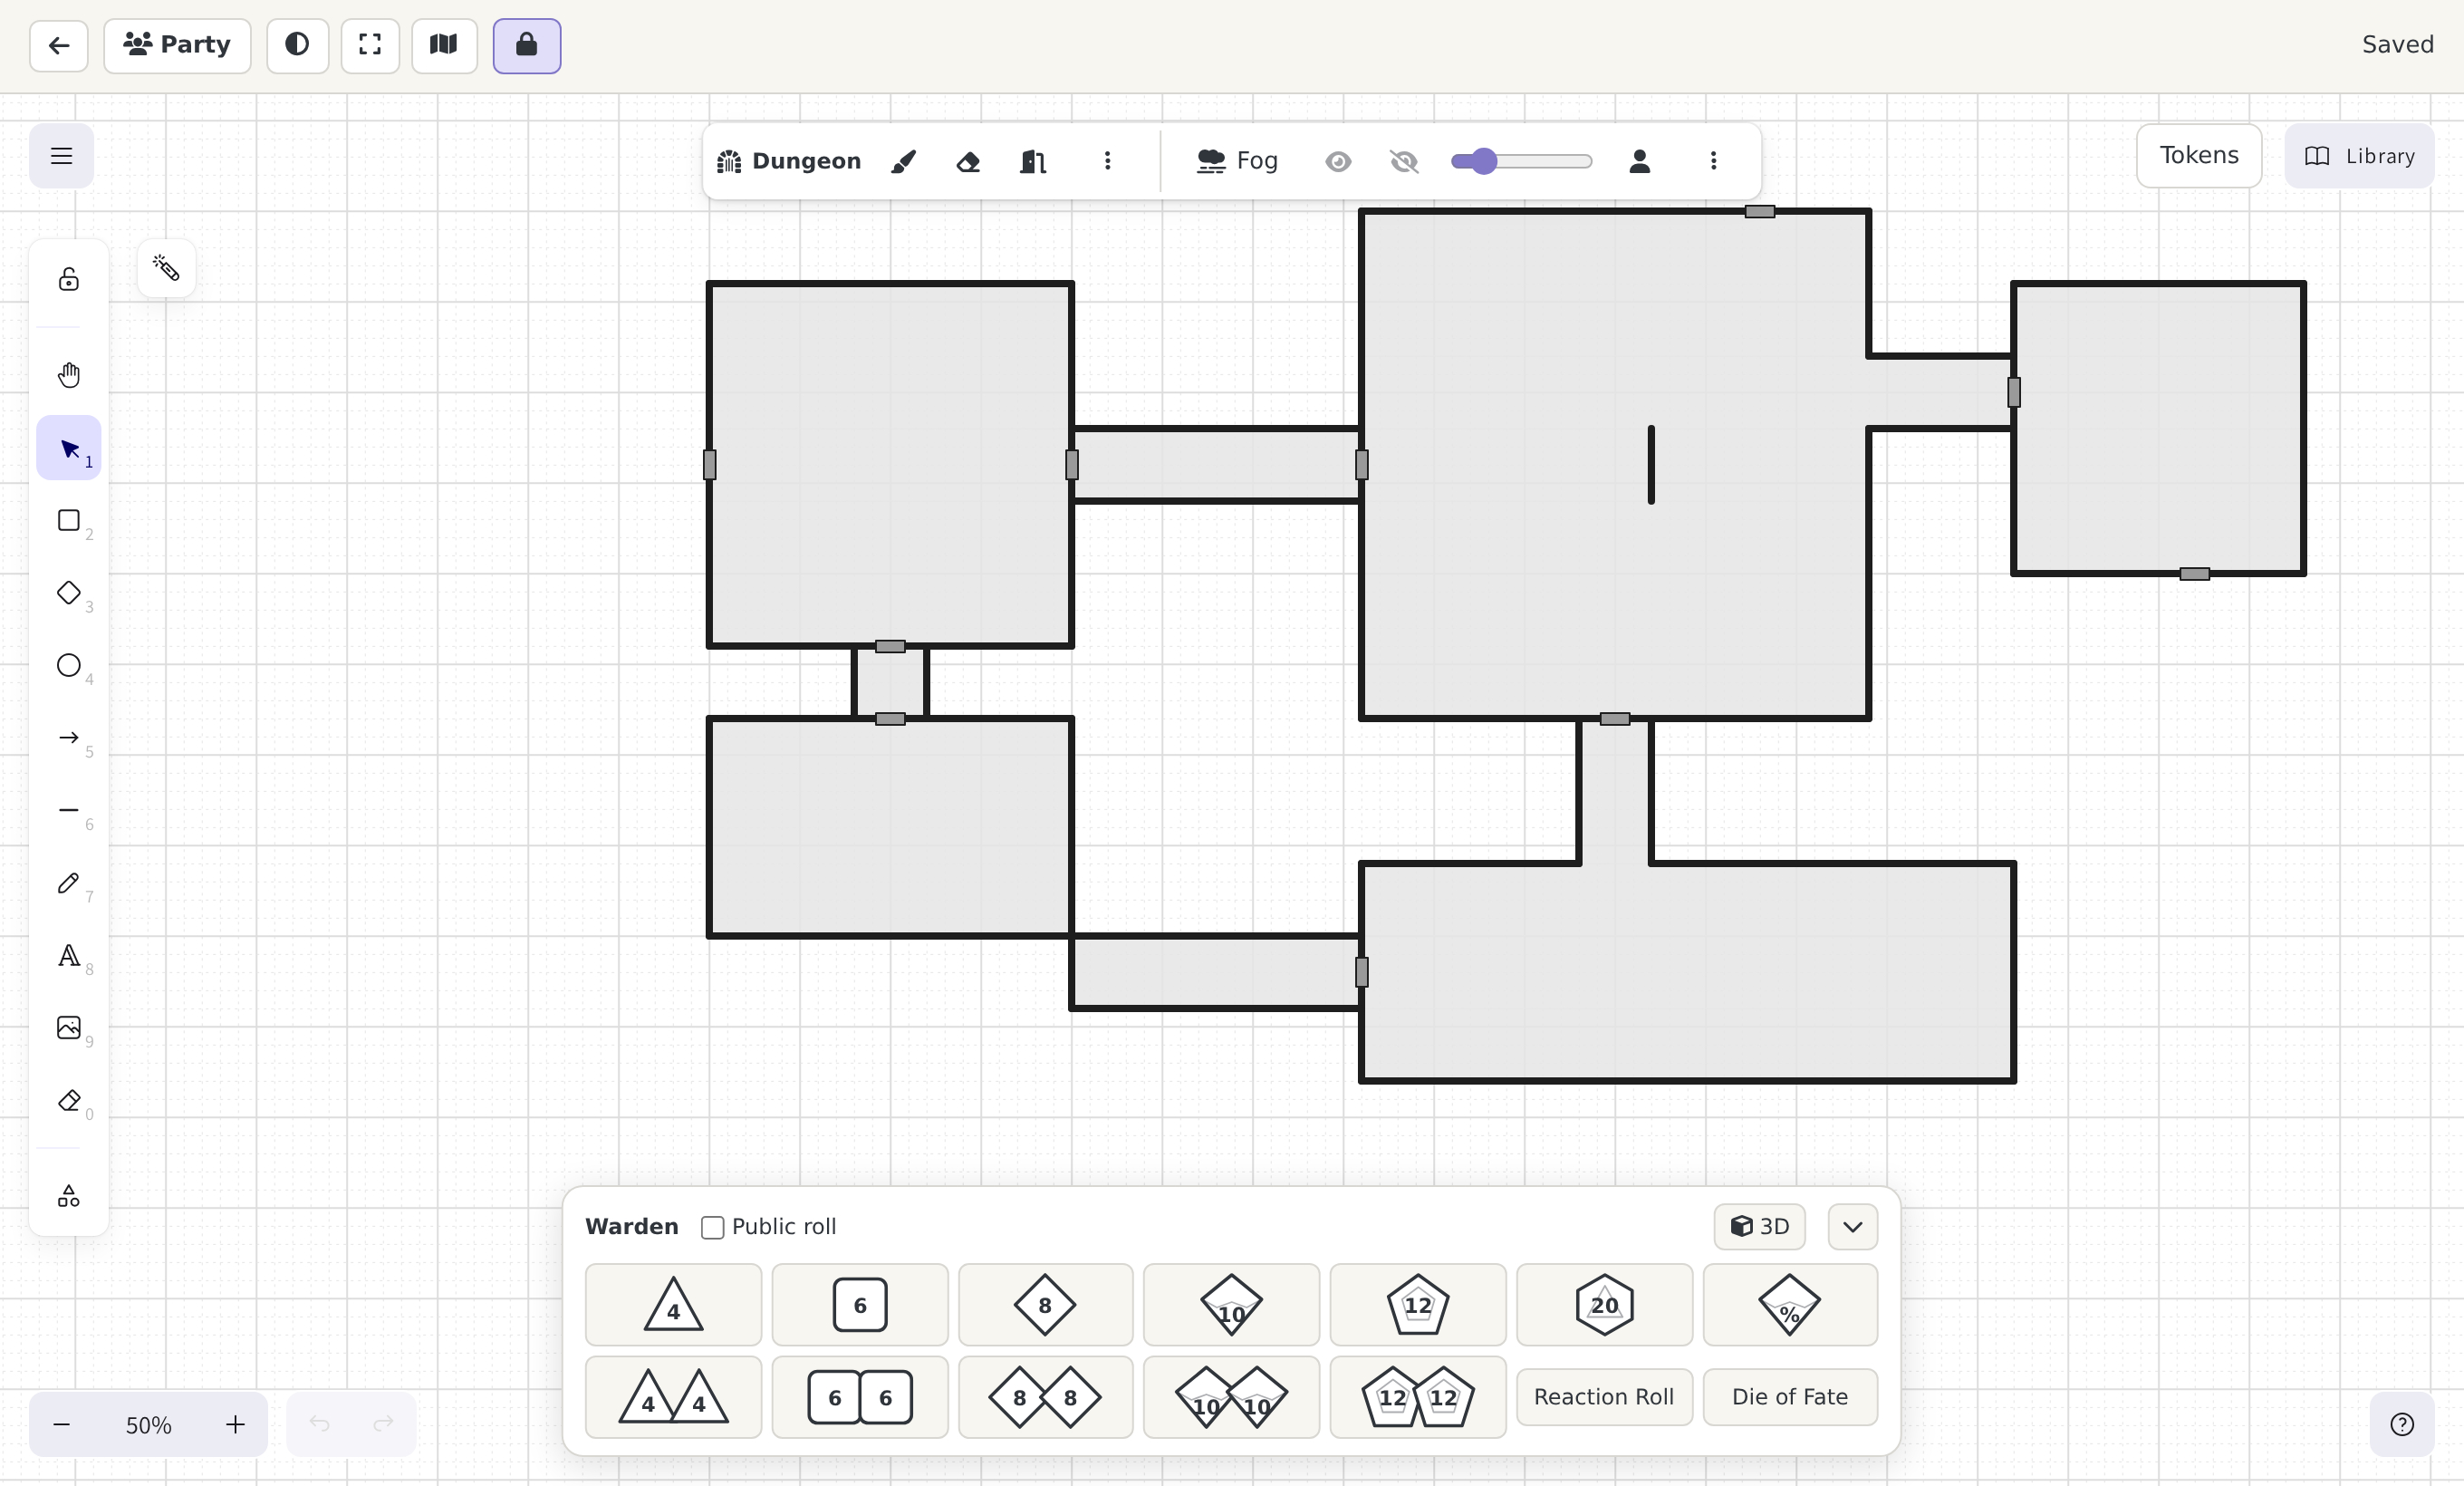 Party
Saved
Dungeon
Fog
Tokens
Library
1
2
3
4
5
6
7
8
9
0
Warden
Public roll
3D
4
6
8
10
12
20
%
4 4
6 6
8 8
10 10
12 12
Reaction Roll
Die of Fate
50%